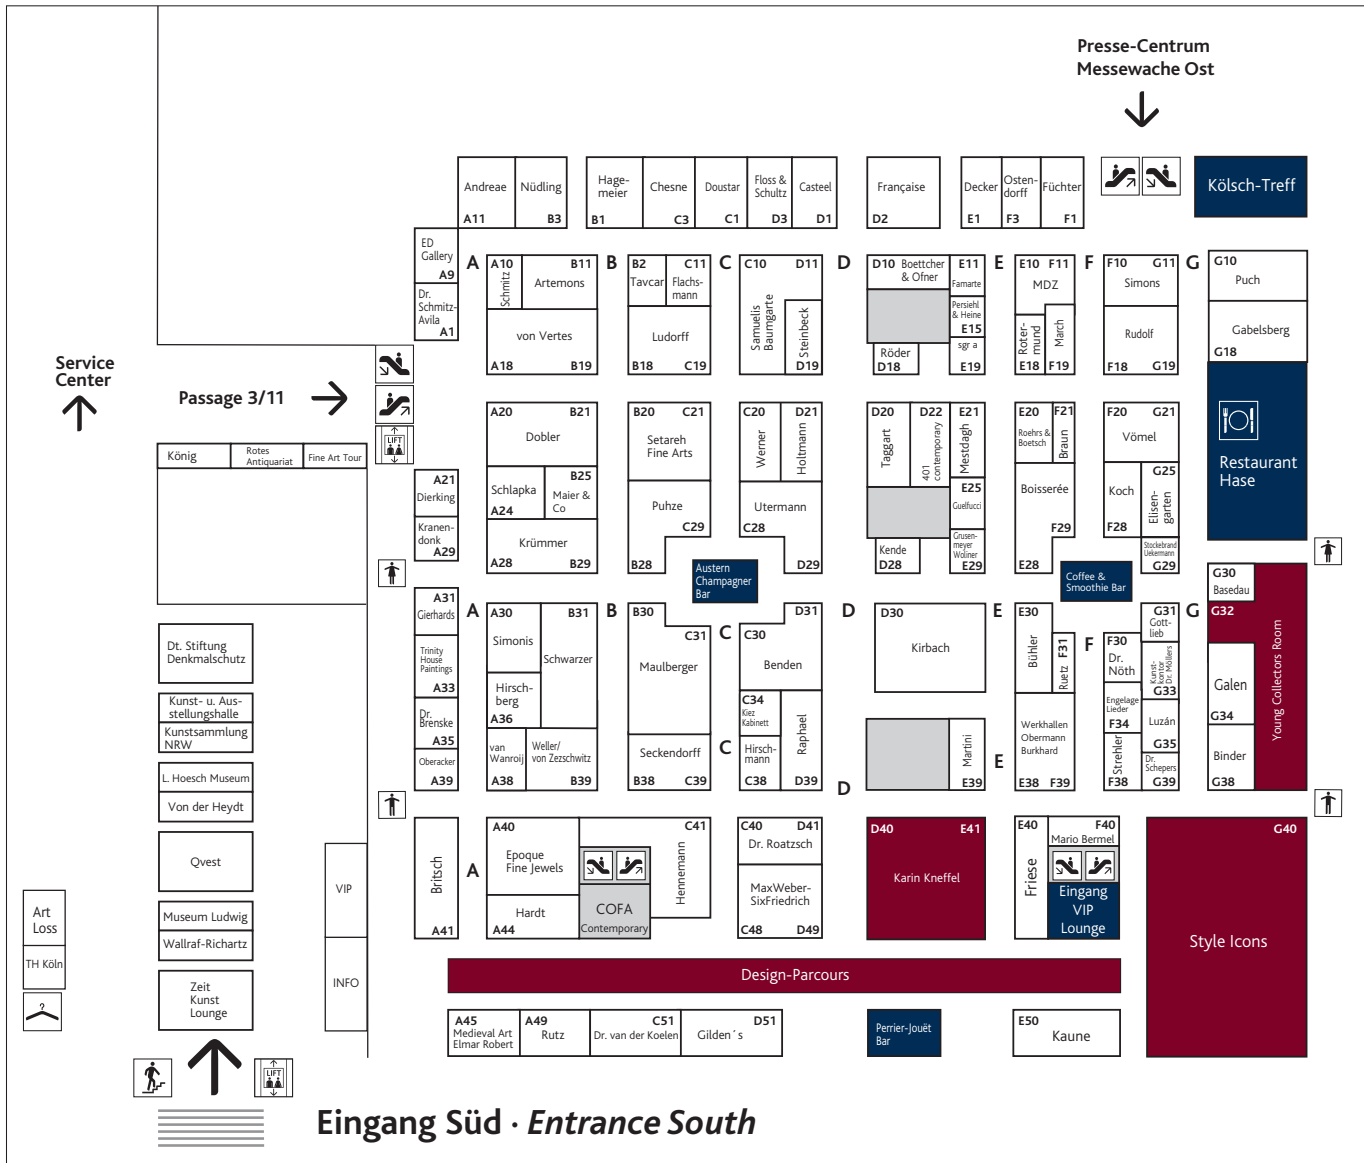 Presse-Centrum
Messewache Ost
Andreae
A11
Nüdling
B3
Hage-
meier
B1
Chesne
C3
Doustar
C1
Floss &
Schultz
D3
Casteel
D1
Française
D2
Decker
E1
Osten-
dorff
F3
Füchter
F1
Kölsch-Treff
ED
Gallery
A9
Dr.
Schmitz-
Avila
A1
A
A10
Schmitz
B11
Artemons
von Vertes
A18
B19
B
B2
Tavcar
C11
Flachs-
mann
Ludorff
B18
C19
C
C10
D11
Samuelis
Baumgarte
Steinbeck
D19
D
D10
Boettcher
& Ofner
E11
Famarte
Persiehl
& Heine
E15
Röder
D18
sgr a
E19
E
E10
F11
MDZ
Roter-
mund
E18
March
F19
F
F10
G11
Simons
Rudolf
F18
G19
G
G10
Puch
Gabelsberg
G18
Service
Center
Passage 3/11
LIFT
König
Rotes
Antiquariat
Fine Art Tour
A21
Dierking
Kranen-
donk
A29
A20
B21
Dobler
Schlapka
A24
B25
Maier &
Co
Krümmer
A28
B29
B20
C21
Setareh
Fine Arts
Puhze
C29
B28
C20
Werner
D21
Holtmann
Utermann
C28
D29
Austern
Champagner
Bar
D20
Taggart
D22
401
contemporary
E21
Mestdagh
E25
Guelfucci
Kende
D28
Grusen-
meyer
Woliner
E29
E20
Roehrs &
Boetsch
F21
Braun
Boisserée
F29
E28
F20
G21
Vömel
Koch
F28
G25
Elisen-
garten
Stockebrand
Uekermann
G29
Coffee &
Smoothie Bar
Restaurant
Hase
A31
Gierhards
Trinity
House
Paintings
A33
Dr.
Brenske
A35
Oberacker
A39
A
A30
Simonis
B31
Schwarzer
Hirsch-
berg
A36
van
Wanroij
A38
Weller/
von Zezschwitz
B39
B
B30
C31
Maulberger
Seckendorff
B38
C39
C
D31
C30
Benden
C34
Kiez
Kabinett
Raphael
C
Hirsch-
mann
C38
D39
D
D30
Kirbach
D
Martini
E39
E
E
E30
Bühler
F31
Ruetz
Werkhallen
Obermann
Burkhard
E38
F39
F
F30
Dr.
Nöth
G31
Gott-
lieb
Kunst-
kontor
Dr. Möllers
G33
Engelage
Lieder
F34
Luzán
G35
Strehler
F38
Dr.
Schepers
G39
G
G30
Basedau
G32
Young Collectors Room
Galen
G34
Binder
G38
Dt. Stiftung
Denkmalschutz
Kunst- u. Aus-
stellungshalle
Kunstsammlung
NRW
L. Hoesch Museum
Von der Heydt
Qvest
Museum Ludwig
Wallraf-Richartz
Zeit
Kunst
Lounge
VIP
INFO
Art
Loss
TH Köln
Britsch
A41
A
A40
Epoque
Fine Jewels
Hardt
A44
C41
Hennemann
COFA
Contemporary
C40
D41
Dr. Roatzsch
MaxWeber-
SixFriedrich
C48
D49
D40
E41
Karin Kneffel
E40
Friese
F40
Mario Bermel
Eingang
VIP
Lounge
G40
Style Icons
Design-Parcours
A45
Medieval Art
Elmar Robert
A49
Rutz
C51
Dr. van der Koelen
D51
Gilden´s
Perrier-Jouët
Bar
E50
Kaune
LIFT
Eingang Süd · Entrance South